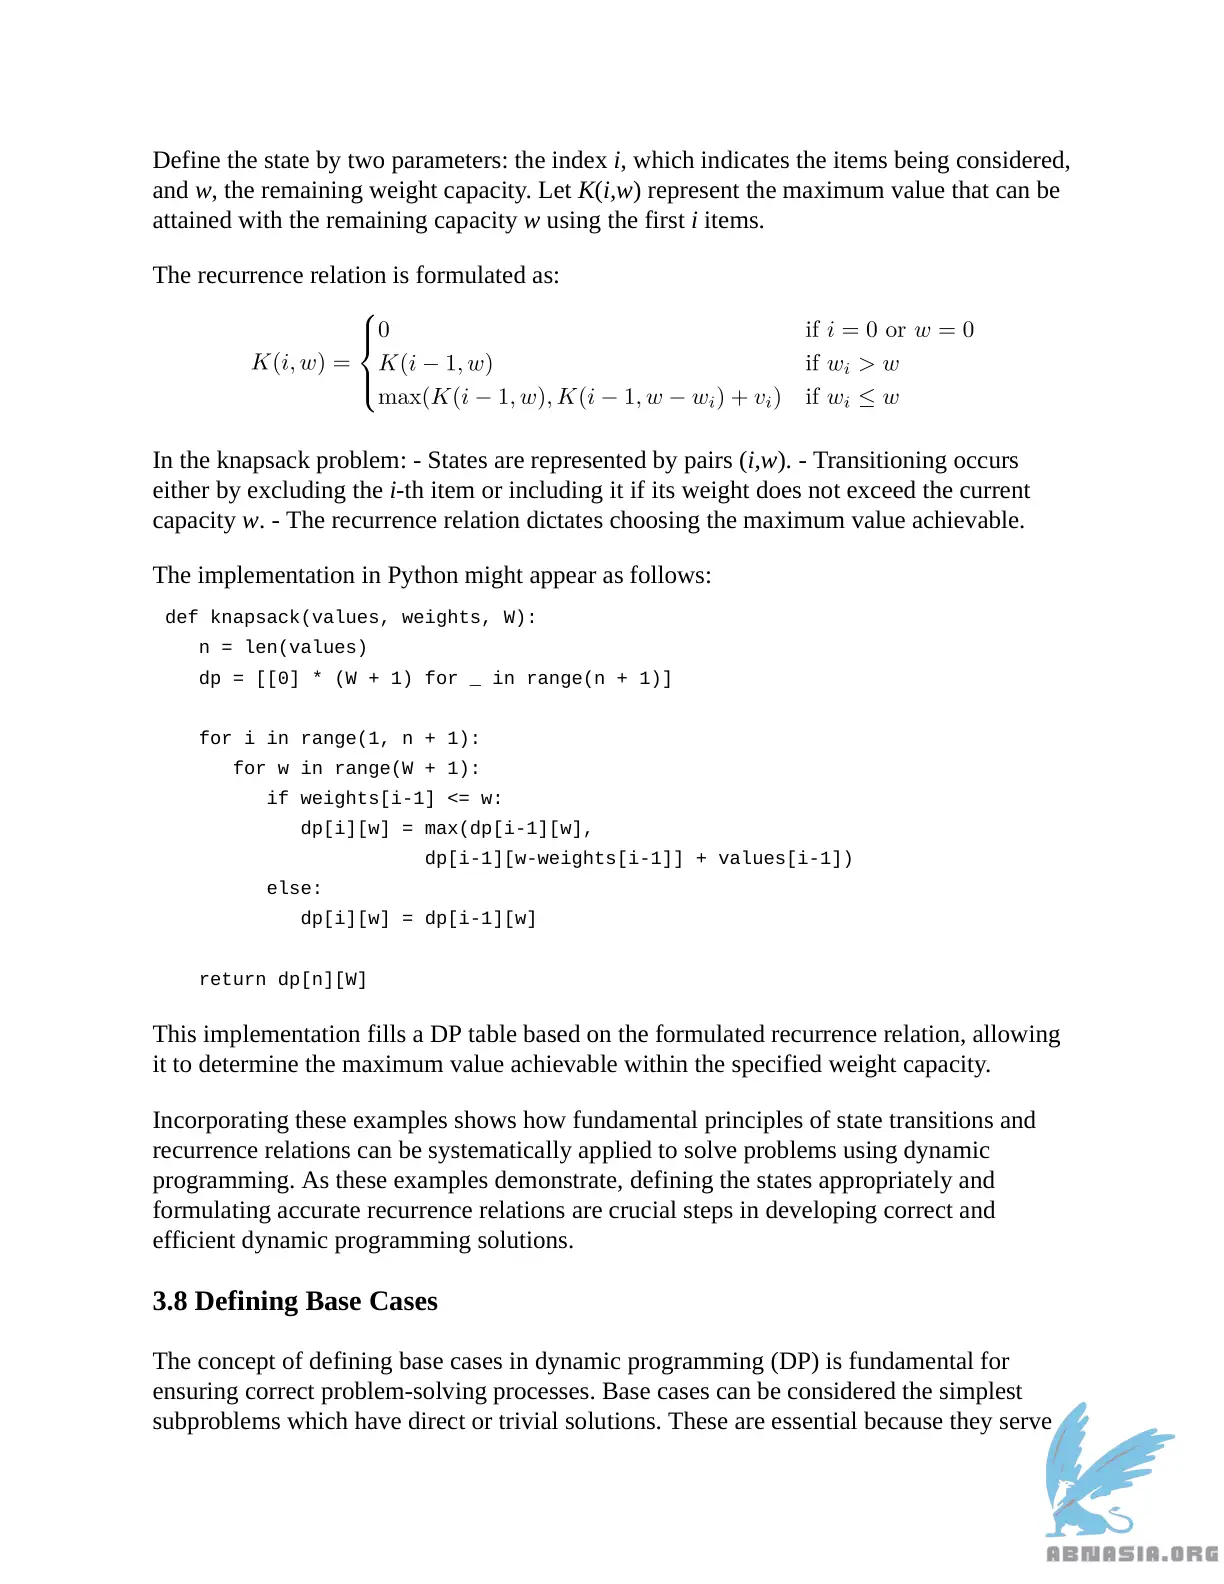 Define the state by two parameters: the index i, which indicates the items being considered,
and w, the remaining weight capacity. Let K(i,w) represent the maximum value that can be
attained with the remaining capacity w using the first i items.
The recurrence relation is formulated as:
K(i, w) = { 0 if i = 0 or w = 0
K(i − 1, w) if wᵢ > w
max(K(i − 1, w), K(i − 1, w − wᵢ) + vᵢ) if wᵢ ≤ w
In the knapsack problem: - States are represented by pairs (i,w). - Transitioning occurs
either by excluding the i-th item or including it if its weight does not exceed the current
capacity w. - The recurrence relation dictates choosing the maximum value achievable.
The implementation in Python might appear as follows:
def knapsack(values, weights, W):
   n = len(values)
   dp = [[0] * (W + 1) for _ in range(n + 1)]
   for i in range(1, n + 1):
      for w in range(W + 1):
         if weights[i-1] <= w:
            dp[i][w] = max(dp[i-1][w],
                       dp[i-1][w-weights[i-1]] + values[i-1])
         else:
            dp[i][w] = dp[i-1][w]
   return dp[n][W]
This implementation fills a DP table based on the formulated recurrence relation, allowing
it to determine the maximum value achievable within the specified weight capacity.
Incorporating these examples shows how fundamental principles of state transitions and
recurrence relations can be systematically applied to solve problems using dynamic
programming. As these examples demonstrate, defining the states appropriately and
formulating accurate recurrence relations are crucial steps in developing correct and
efficient dynamic programming solutions.
3.8 Defining Base Cases
The concept of defining base cases in dynamic programming (DP) is fundamental for
ensuring correct problem-solving processes. Base cases can be considered the simplest
subproblems which have direct or trivial solutions. These are essential because they serve
ABNASIA.ORG